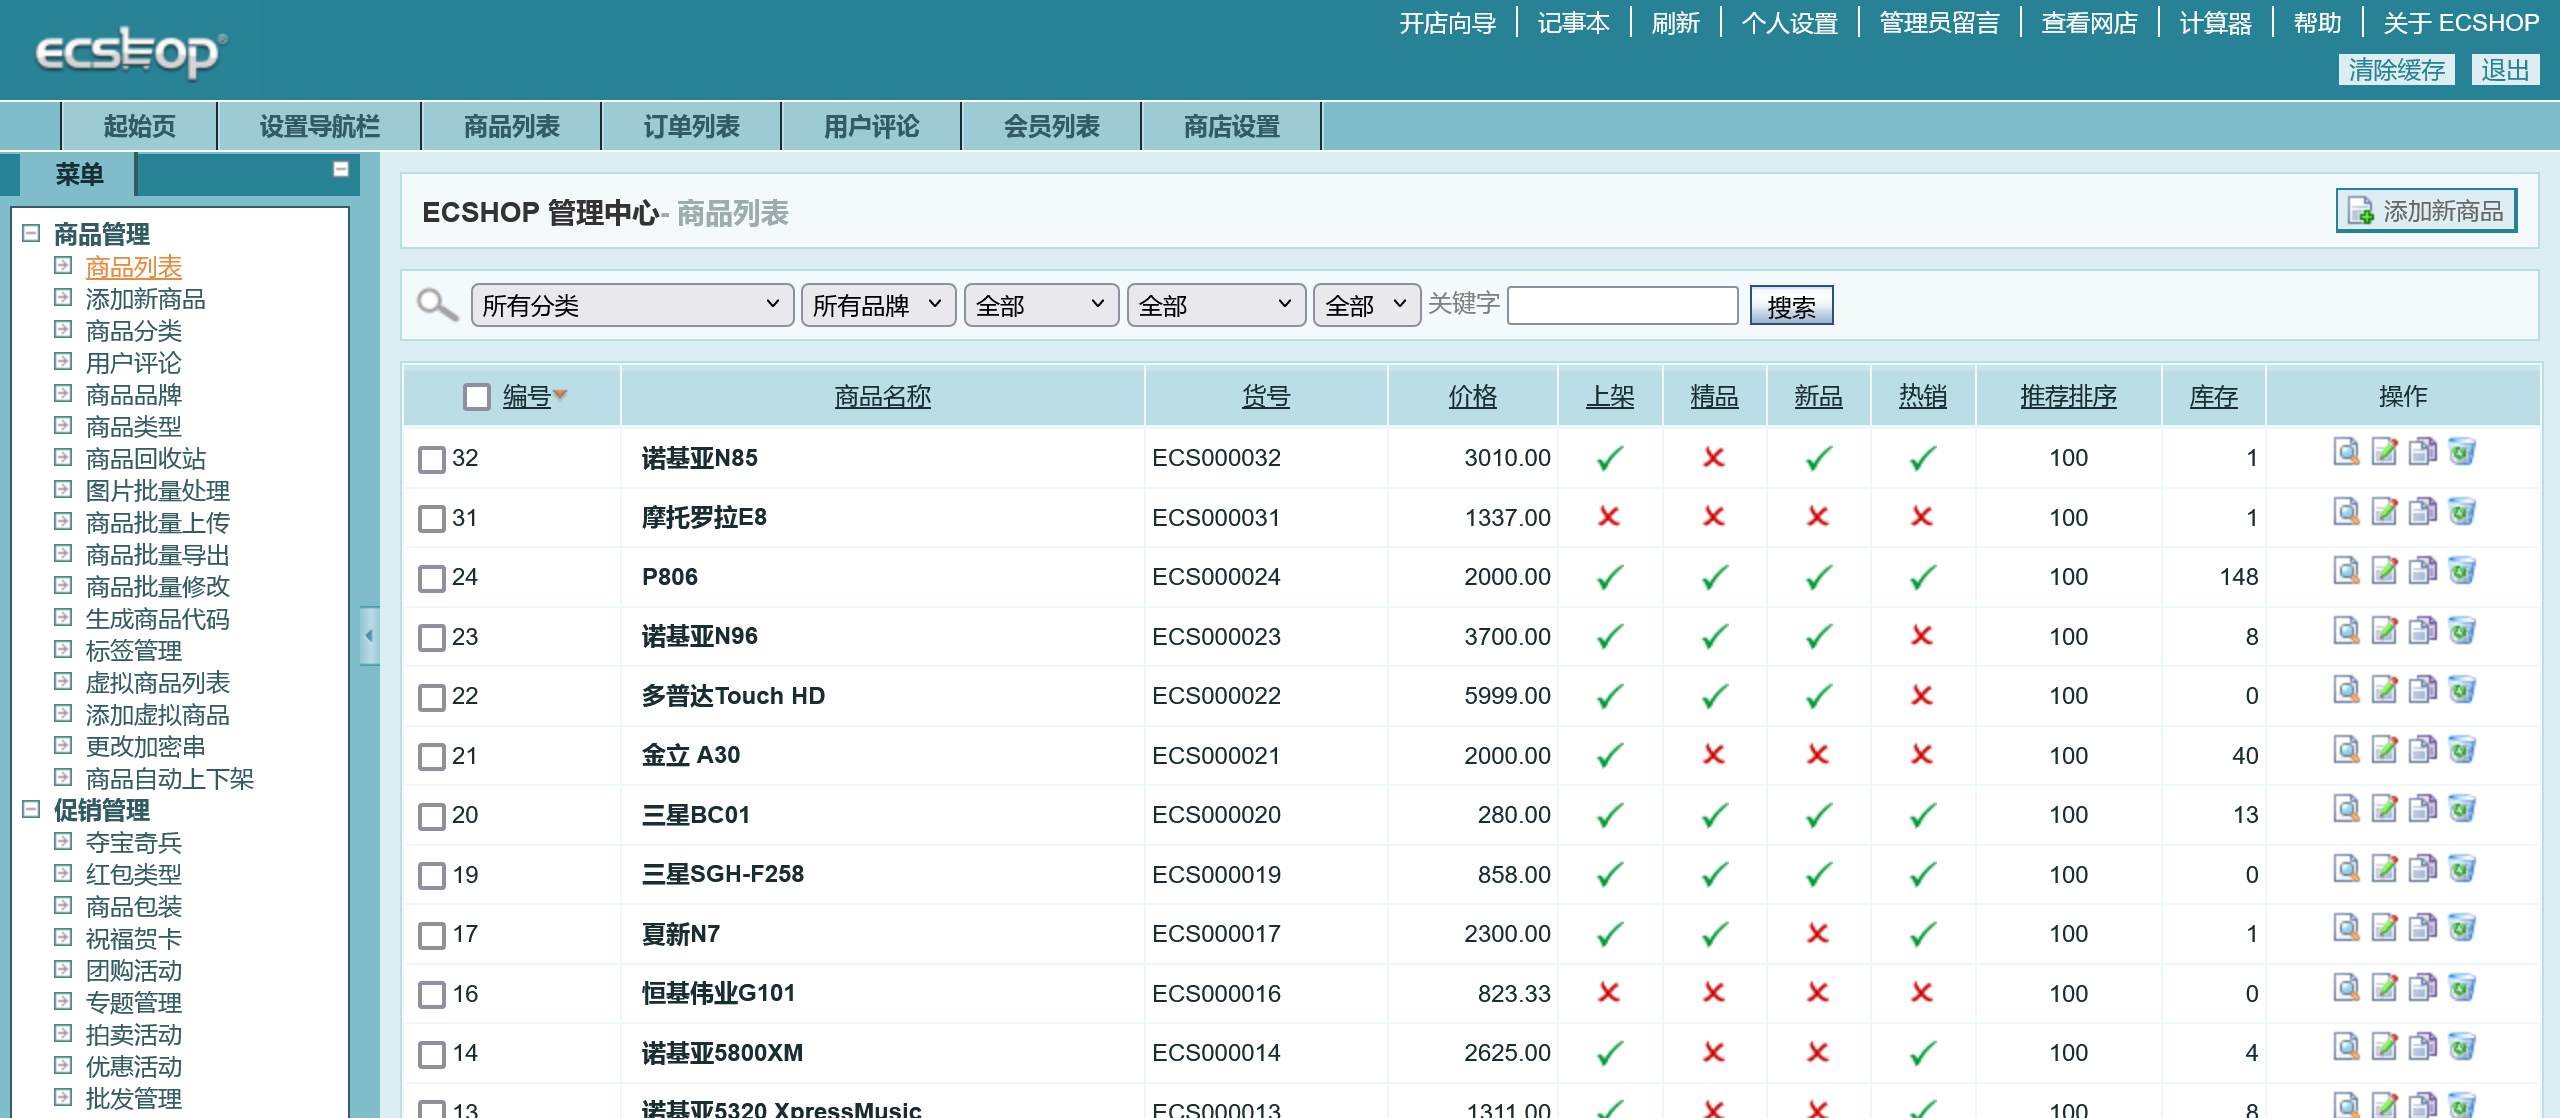 ecshop
开店向导 记事本 刷新 个人设置 管理员留言 查看网店 计算器 帮助 关于 ECSHOP
清除缓存 退出
起始页 设置导航栏 商品列表 订单列表 用户评论 会员列表 商店设置
菜单
商品管理
商品列表
添加新商品
商品分类
用户评论
商品品牌
商品类型
商品回收站
图片批量处理
商品批量上传
商品批量导出
商品批量修改
生成商品代码
标签管理
虚拟商品列表
添加虚拟商品
更改加密串
商品自动上下架
促销管理
夺宝奇兵
红包类型
商品包装
祝福贺卡
团购活动
专题管理
拍卖活动
优惠活动
批发管理
ECSHOP 管理中心- 商品列表
添加新商品
所有分类 所有品牌 全部 全部 全部 关键字 搜索
编号 商品名称 货号 价格 上架 精品 新品 热销 推荐排序 库存 操作
32 诺基亚N85 ECS000032 3010.00 100 1
31 摩托罗拉E8 ECS000031 1337.00 100 1
24 P806 ECS000024 2000.00 100 148
23 诺基亚N96 ECS000023 3700.00 100 8
22 多普达Touch HD ECS000022 5999.00 100 0
21 金立 A30 ECS000021 2000.00 100 40
20 三星BC01 ECS000020 280.00 100 13
19 三星SGH-F258 ECS000019 858.00 100 0
17 夏新N7 ECS000017 2300.00 100 1
16 恒基伟业G101 ECS000016 823.33 100 0
14 诺基亚5800XM ECS000014 2625.00 100 4
13 诺基亚5320 XpressMusic ECS000013 1311.00 100 8